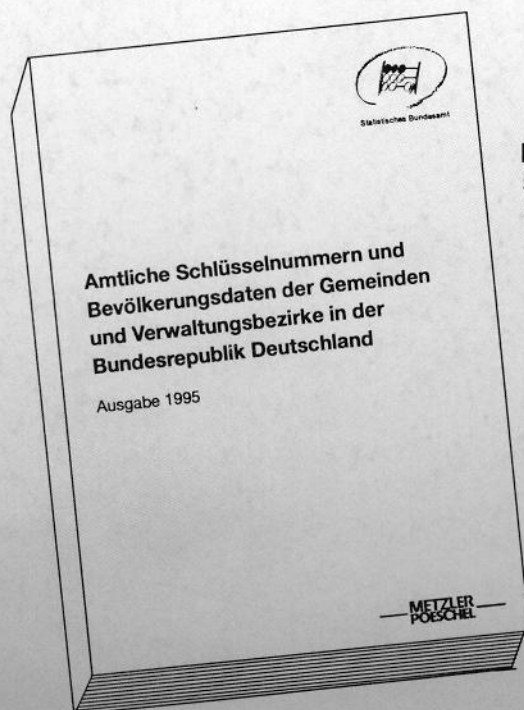 Statistisches Bundesamt
Amtliche Schlüsselnummern und
Bevölkerungsdaten der Gemeinden
und Verwaltungsbezirke in der
Bundesrepublik Deutschland
Ausgabe 1995
METZLER
POESCHEL